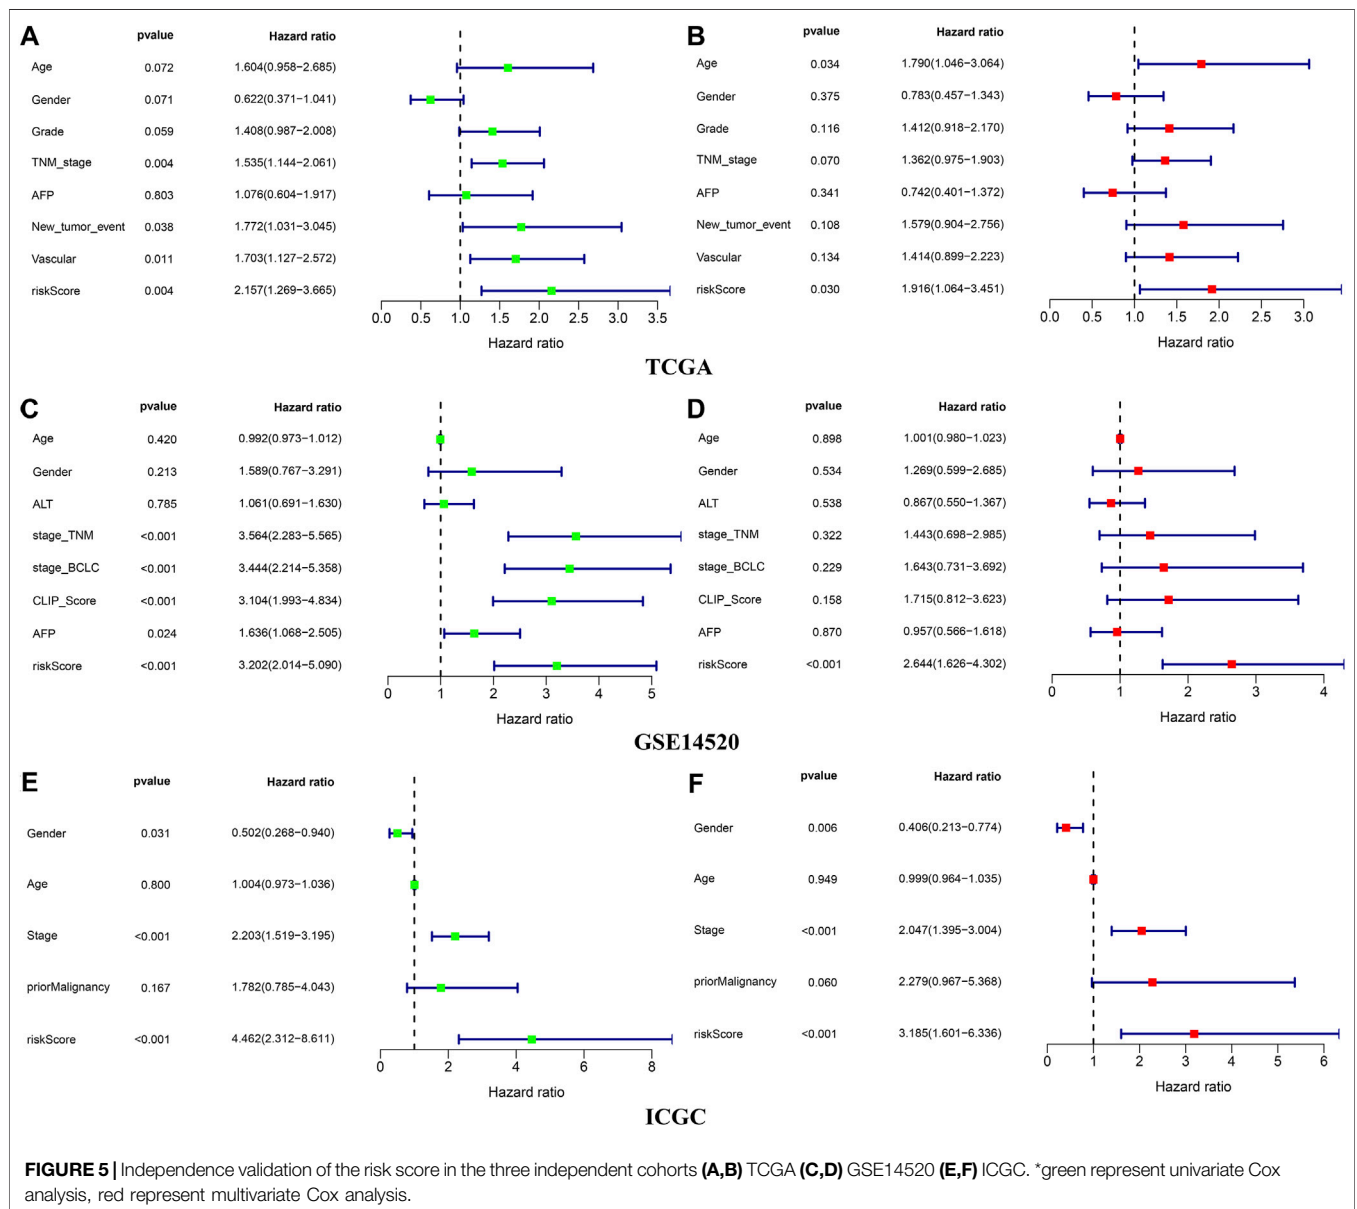 A
pvalue Hazard ratio
Age 0.072 1.604(0.958−2.685)
Gender 0.071 0.622(0.371−1.041)
Grade 0.059 1.408(0.987−2.008)
TNM_stage 0.004 1.535(1.144−2.061)
AFP 0.803 1.076(0.604−1.917)
New_tumor_event 0.038 1.772(1.031−3.045)
Vascular 0.011 1.703(1.127−2.572)
riskScore 0.004 2.157(1.269−3.665)
0.0 0.5 1.0 1.5 2.0 2.5 3.0 3.5
Hazard ratio
B
pvalue Hazard ratio
Age 0.034 1.790(1.046−3.064)
Gender 0.375 0.783(0.457−1.343)
Grade 0.116 1.412(0.918−2.170)
TNM_stage 0.070 1.362(0.975−1.903)
AFP 0.341 0.742(0.401−1.372)
New_tumor_event 0.108 1.579(0.904−2.756)
Vascular 0.134 1.414(0.899−2.223)
riskScore 0.030 1.916(1.064−3.451)
0.0 0.5 1.0 1.5 2.0 2.5 3.0
Hazard ratio
TCGA
C
pvalue Hazard ratio
Age 0.420 0.992(0.973−1.012)
Gender 0.213 1.589(0.767−3.291)
ALT 0.785 1.061(0.691−1.630)
stage_TNM <0.001 3.564(2.283−5.565)
stage_BCLC <0.001 3.444(2.214−5.358)
CLIP_Score <0.001 3.104(1.993−4.834)
AFP 0.024 1.636(1.068−2.505)
riskScore <0.001 3.202(2.014−5.090)
0 1 2 3 4 5
Hazard ratio
D
pvalue Hazard ratio
Age 0.898 1.001(0.980−1.023)
Gender 0.534 1.269(0.599−2.685)
ALT 0.538 0.867(0.550−1.367)
stage_TNM 0.322 1.443(0.698−2.985)
stage_BCLC 0.229 1.643(0.731−3.692)
CLIP_Score 0.158 1.715(0.812−3.623)
AFP 0.870 0.957(0.566−1.618)
riskScore <0.001 2.644(1.626−4.302)
0 1 2 3 4
Hazard ratio
GSE14520
E
pvalue Hazard ratio
Gender 0.031 0.502(0.268−0.940)
Age 0.800 1.004(0.973−1.036)
Stage <0.001 2.203(1.519−3.195)
priorMalignancy 0.167 1.782(0.785−4.043)
riskScore <0.001 4.462(2.312−8.611)
0 2 4 6 8
Hazard ratio
F
pvalue Hazard ratio
Gender 0.006 0.406(0.213−0.774)
Age 0.949 0.999(0.964−1.035)
Stage <0.001 2.047(1.395−3.004)
priorMalignancy 0.060 2.279(0.967−5.368)
riskScore <0.001 3.185(1.601−6.336)
0 1 2 3 4 5 6
Hazard ratio
ICGC
FIGURE 5 | Independence validation of the risk score in the three independent cohorts (A,B) TCGA (C,D) GSE14520 (E,F) ICGC. *green represent univariate Cox
analysis, red represent multivariate Cox analysis.